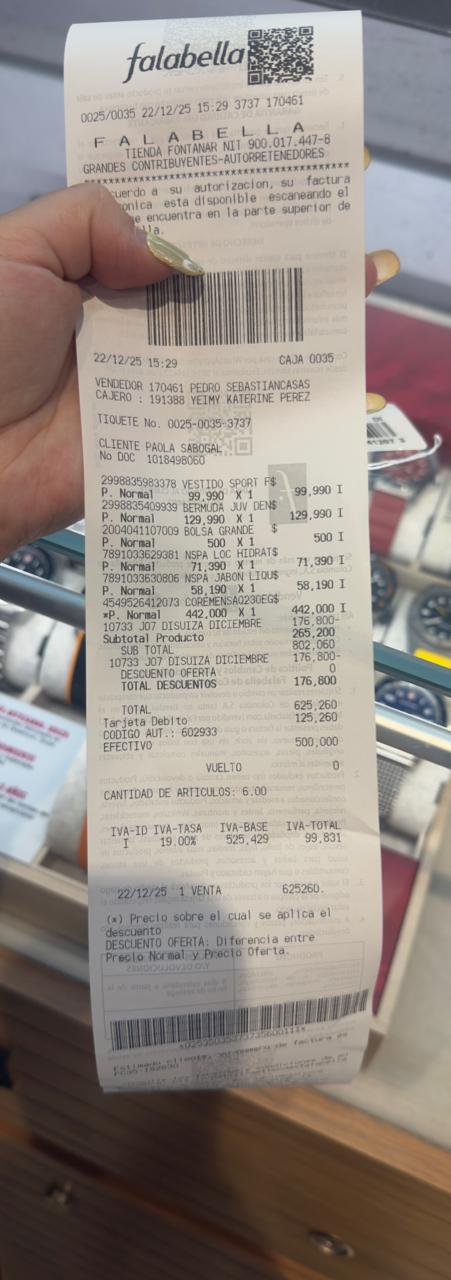 falabella
0025/0035 22/12/25 15:29 3737 170461
F A L A B E L L A
TIENDA FONTANAR NIT 900.017.447-8
GRANDES CONTRIBUYENTES-AUTORRETENEDORES
****************************************
cuerdo a su autorizacion, su factura
onica esta disponible escaneando el
se encuentra en la parte superior de
lla.
22/12/25 15:29 CAJA 0035
VENDEDOR 170461 PEDRO SEBASTIANCASAS
CAJERO : 191388 YEIMY KATERINE PEREZ
TIQUETE No. 0025-0035-3737
CLIENTE PAOLA SABOGAL
No DOC 1018498060
2998835983378 VESTIDO SPORT F$
P. Normal 99,990 X 1 99,990 I
2998835409939 BERMUDA JUV DEN$
P. Normal 129,990 X 1 129,990 I
2004041107009 BOLSA GRANDE $
P. Normal 500 X 1 500 I
7891033629381 NSPA LOC HIDRAT$
P. Normal 71,390 X 1 71,390 I
7891033630806 NSPA JABON LIQU$
P. Normal 58,190 X 1 58,190 I
4549526412073 COREMENSAQ230EG$
*P. Normal 442,000 X 1 442,000 I
10733 J07 DISUIZA DICIEMBRE 176,800-
Subtotal Producto 265,200
SUB TOTAL 802,060
10733 J07 DISUIZA DICIEMBRE 176,800-
DESCUENTO OFERTA 0
TOTAL DESCUENTOS 176,800
TOTAL 625,260
Tarjeta Debito 125,260
CODIGO AUT.: 602933
EFECTIVO 500,000
VUELTO 0
CANTIDAD DE ARTICULOS: 6.00
IVA-ID IVA-TASA IVA-BASE IVA-TOTAL
I 19.00% 525,429 99,831
22/12/25 1 VENTA 625260.
(*) Precio sobre el cual se aplica el
descuento
DESCUENTO OFERTA: Diferencia entre
Precio Normal y Precio Oferta.
Estimado cliente, su numero de factura es